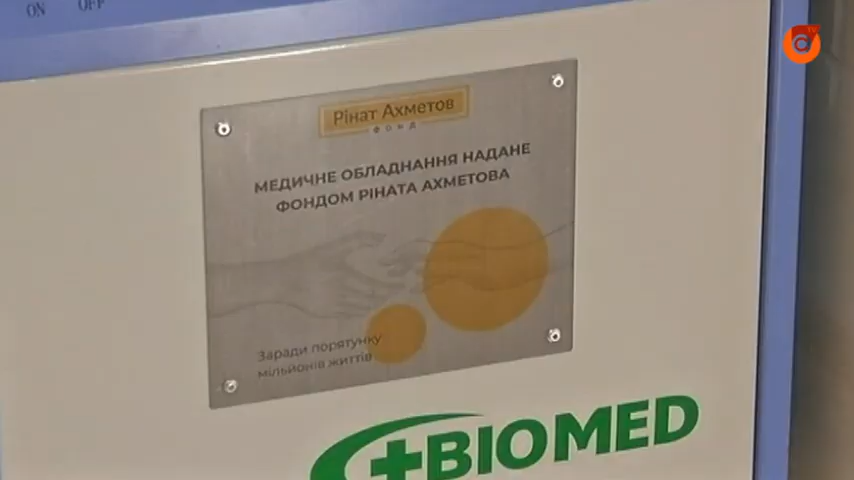 ON OFF
Рінат Ахметов
ФОНД
МЕДИЧНЕ ОБЛАДНАННЯ НАДАНЕ
ФОНДОМ РІНАТА АХМЕТОВА
Заради порятунку
мільйонів життів
BIOMED